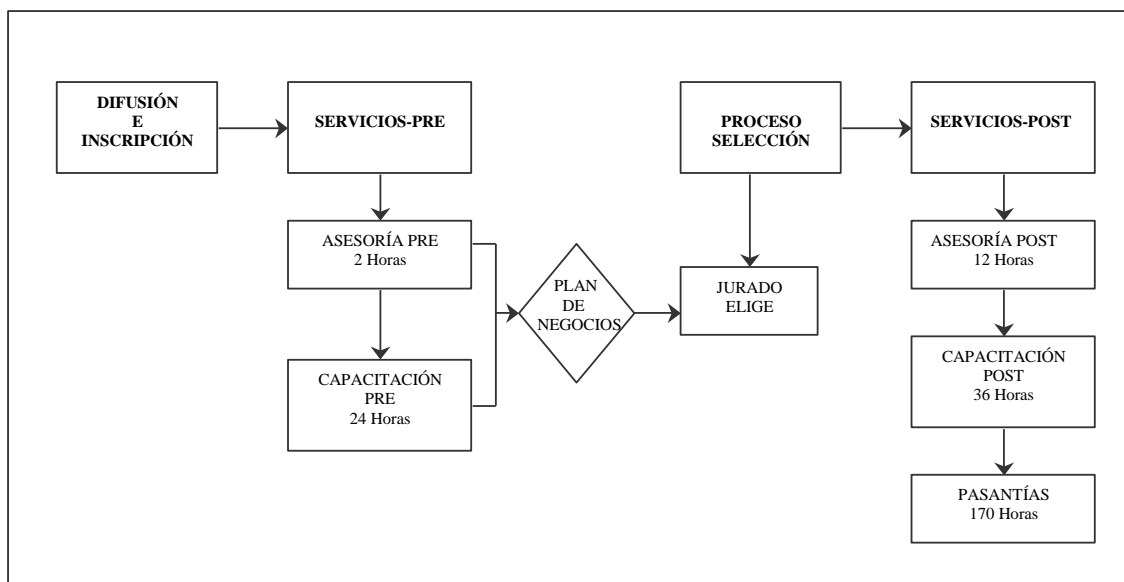 DIFUSIÓN
E
INSCRIPCIÓN
SERVICIOS-PRE
ASESORÍA PRE
2 Horas
CAPACITACIÓN
PRE
24 Horas
PLAN
DE
NEGOCIOS
PROCESO
SELECCIÓN
JURADO
ELIGE
SERVICIOS-POST
ASESORÍA POST
12 Horas
CAPACITACIÓN
POST
36 Horas
PASANTÍAS
170 Horas